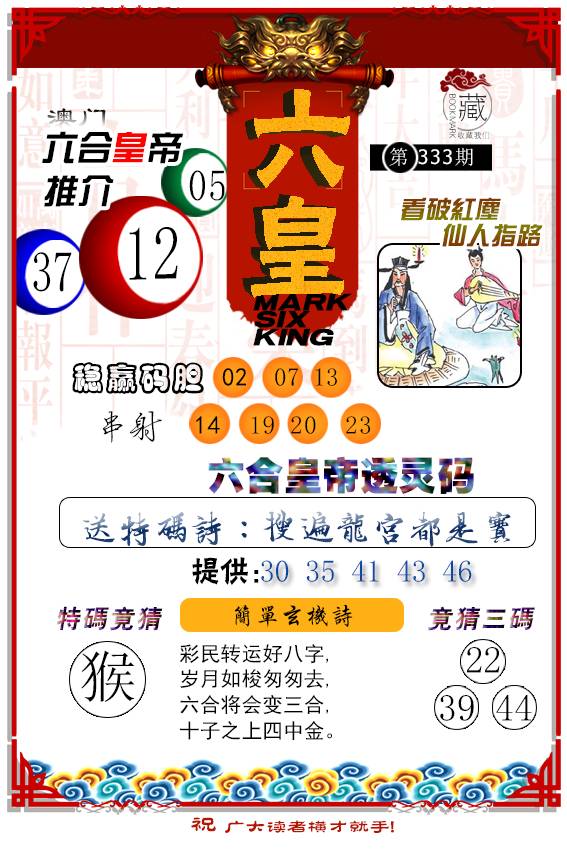 澳门
六合皇帝
推介
05
12
37
六皇
MARK
SIX
KING
藏
BOOKMARK
收藏我们
第333期
看破紅塵
仙人指路
稳赢码胆 02 07 13
串射 14 19 20 23
六合皇帝透灵码
送特碼詩：搜遍龍宫都是寶
提供:30 35 41 43 46
特碼竟猜
猴
簡單玄機詩
彩民转运好八字,
岁月如梭匆匆去,
六合将会变三合,
十子之上四中金。
竟猜三碼
22
39 44
祝 广大读者横才就手!